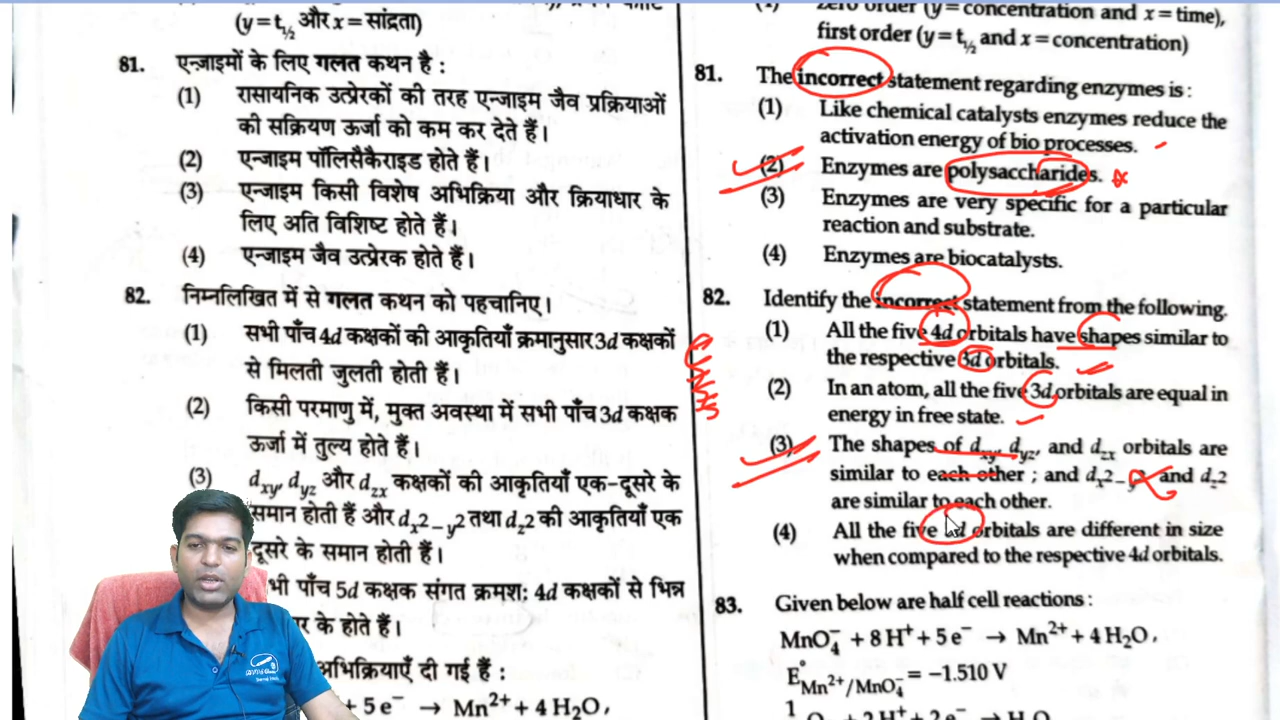 (y = t₁/₂ और x = सांद्रता)
81. एन्ज़ाइमों के लिए गलत कथन है :
(1) रासायनिक उत्प्रेरकों की तरह एन्जाइम जैव प्रक्रियाओं
की सक्रियण ऊर्जा को कम कर देते हैं।
(2) एन्जाइम पॉलिसैकैराइड होते हैं।
(3) एन्जाइम किसी विशेष अभिक्रिया और क्रियाधार के
लिए अति विशिष्ट होते हैं।
(4) एन्जाइम जैव उत्प्रेरक होते हैं।
82. निम्नलिखित में से गलत कथन को पहचानिए।
(1) सभी पाँच 4d कक्षकों की आकृतियाँ क्रमानुसार 3d कक्षकों
से मिलती जुलती होती हैं।
(2) किसी परमाणु में, मुक्त अवस्था में सभी पाँच 3d कक्षक
ऊर्जा में तुल्य होते हैं।
(3) dxy, dyz और dzx कक्षकों की आकृतियाँ एक-दूसरे के
समान होती हैं और dx2−y2 तथा dz2 की आकृतियाँ एक
दूसरे के समान होती हैं।
पाँच 5d कक्षक संगत क्रमश: 4d कक्षकों से भिन्न
के होते हैं।
अभिक्रियाएँ दी गई हैं :
+ 5e⁻ → Mn²⁺ + 4H₂O,
zero order (y = concentration and x = time),
first order (y = t₁/₂ and x = concentration)
81. The incorrect statement regarding enzymes is :
(1) Like chemical catalysts enzymes reduce the
activation energy of bio processes.
(2) Enzymes are polysaccharides.
(3) Enzymes are very specific for a particular
reaction and substrate.
(4) Enzymes are biocatalysts.
82. Identify the incorrect statement from the following.
(1) All the five 4d orbitals have shapes similar to
the respective 3d orbitals.
(2) In an atom, all the five 3d orbitals are equal in
energy in free state.
(3) The shapes of dxy, dyz, and dzx orbitals are
similar to each other ; and dx2−y2 and dz2
are similar to each other.
(4) All the five 5d orbitals are different in size
when compared to the respective 4d orbitals.
83. Given below are half cell reactions :
MnO₄⁻ + 8H⁺ + 5e⁻ → Mn²⁺ + 4H₂O,
E°Mn²⁺/MnO₄⁻ = −1.510 V